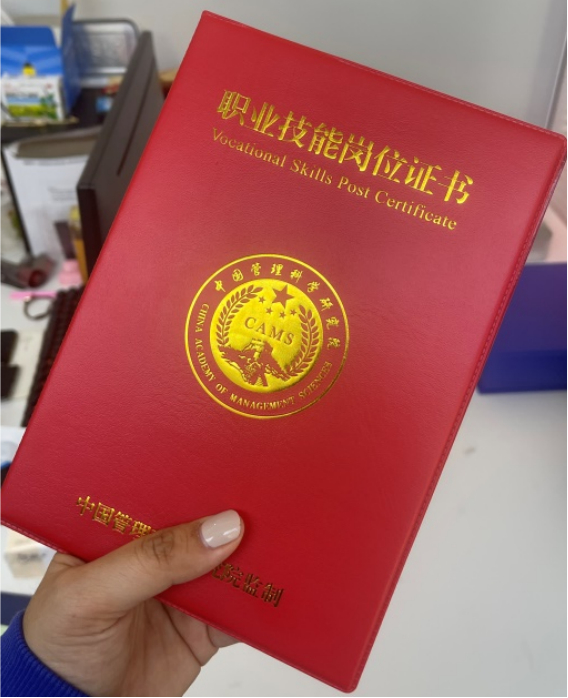 职业技能岗位证书
Vocational Skills Post Certificate
中国管理科学研究院
CAMS
CHINA ACADEMY OF MANAGEMENT SCIENCES
中国管理
院监制